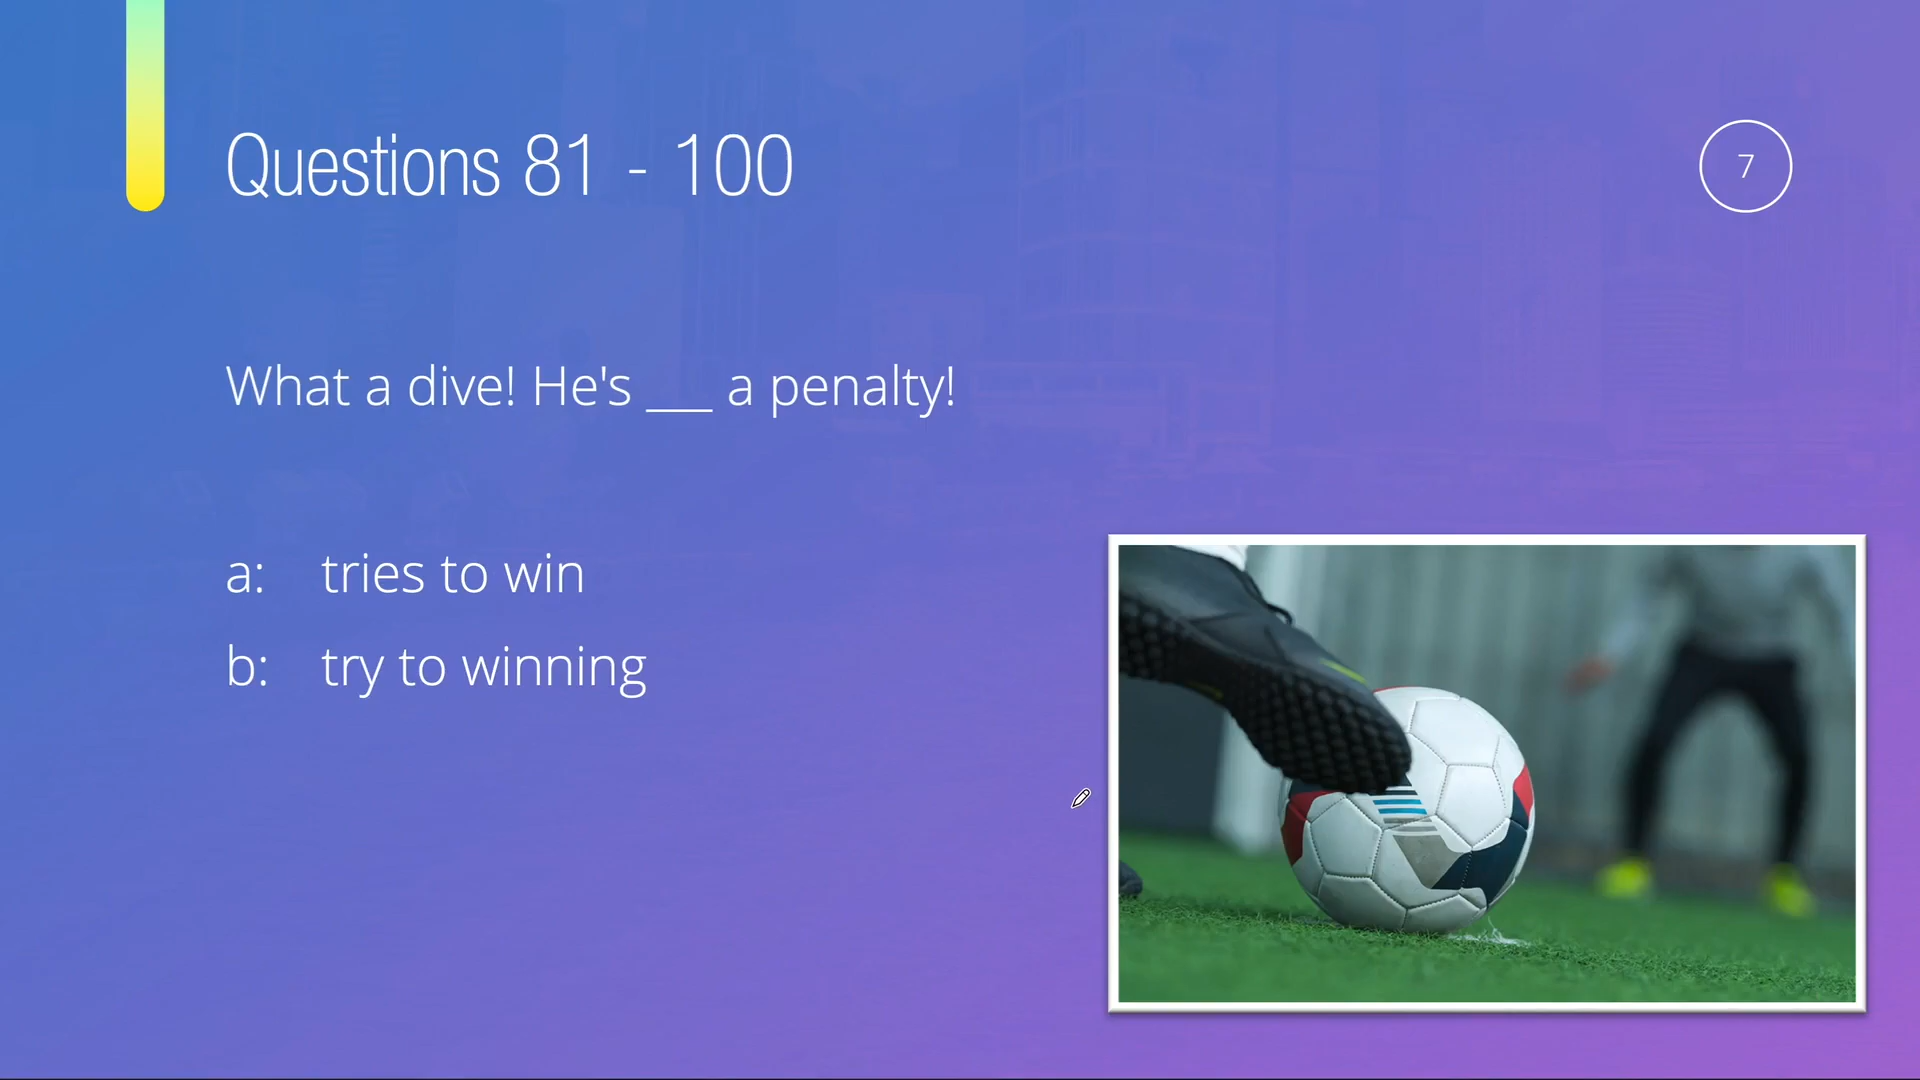 Questions 81 - 100
7
What a dive! He's ___ a penalty!
a: tries to win
b: try to winning